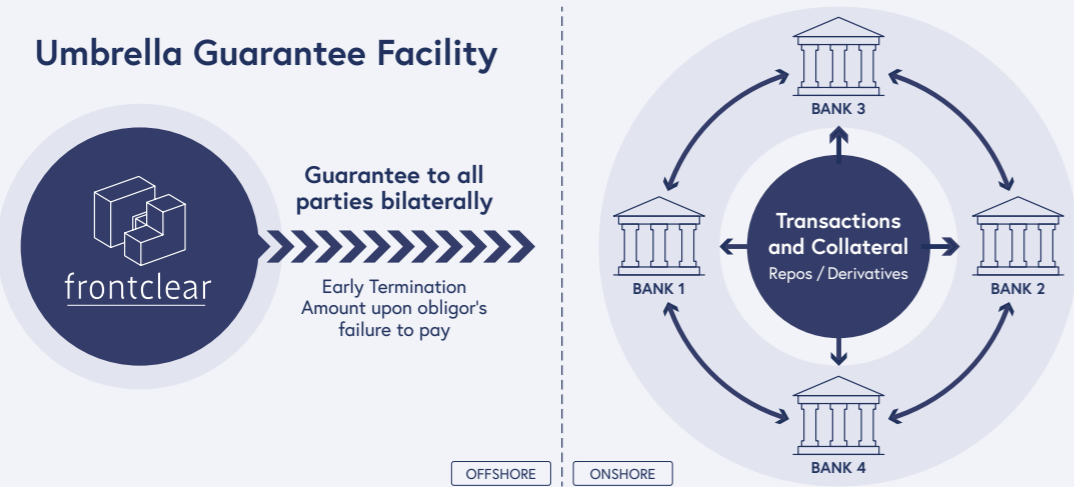 Umbrella Guarantee Facility
frontclear
Guarantee to all
parties bilaterally
Early Termination
Amount upon obligor's
failure to pay
OFFSHORE
ONSHORE
BANK 3
BANK 1
Transactions
and Collateral
Repos / Derivatives
BANK 2
BANK 4